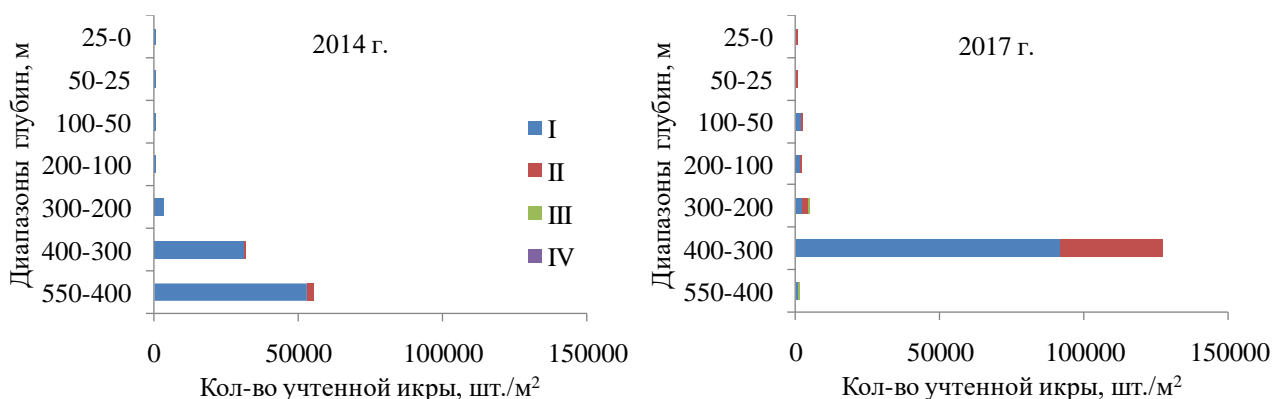 2014 г.
Диапазоны глубин, м
25-0
50-25
100-50
200-100
300-200
400-300
550-400
I
II
III
IV
0 50000 100000 150000
Кол-во учтенной икры, шт./м²
2017 г.
Диапазоны глубин, м
25-0
50-25
100-50
200-100
300-200
400-300
550-400
0 50000 100000 150000
Кол-во учтенной икры, шт./м²